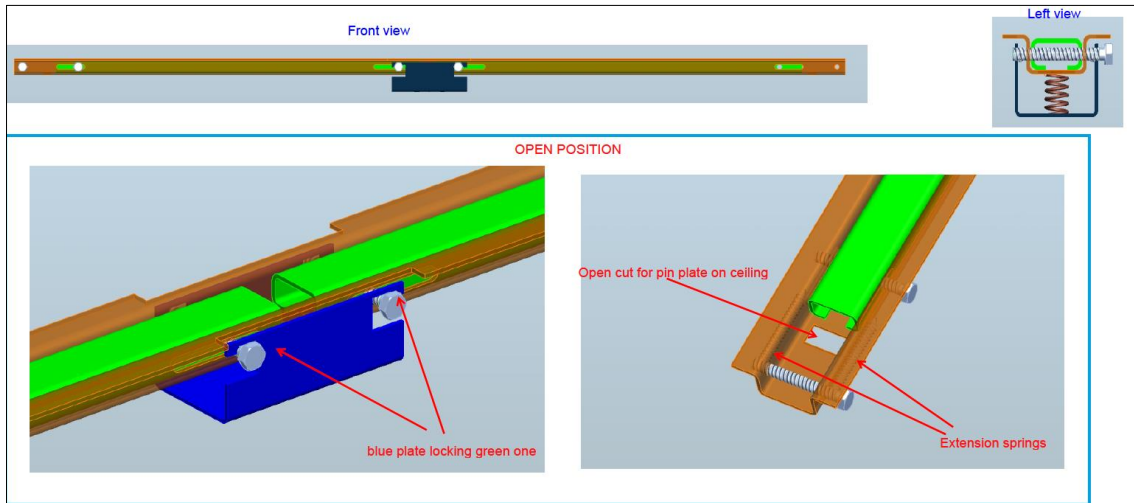 Front view
Left view
OPEN POSITION
Open cut for pin plate on ceiling
blue plate locking green one
Extension springs